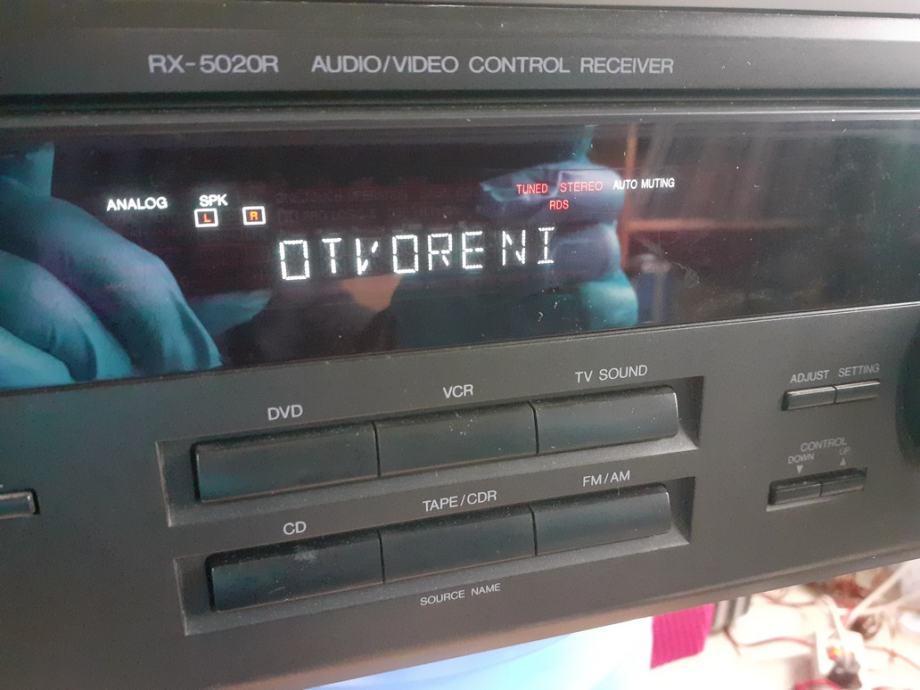 RX-5020R AUDIO/VIDEO CONTROL RECEIVER
ANALOG SPK TUNED STEREO AUTO MUTING
L R RDS
OTVORENI
DVD VCR TV SOUND
ADJUST SETTING
CONTROL
DOWN UP
CD TAPE/CDR FM/AM
SOURCE NAME